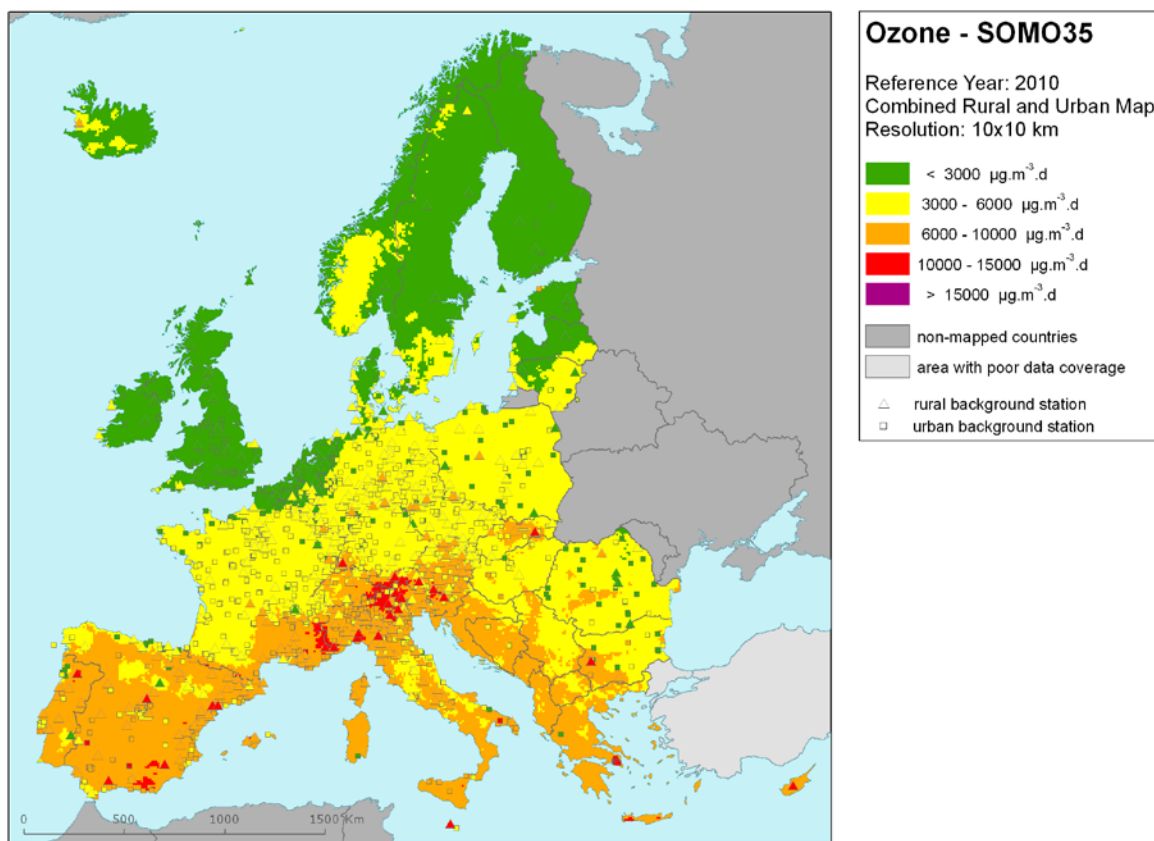 Ozone - SOMO35
Reference Year: 2010
Combined Rural and Urban Map
Resolution: 10x10 km
< 3000 µg.m⁻³.d
3000 - 6000 µg.m⁻³.d
6000 - 10000 µg.m⁻³.d
10000 - 15000 µg.m⁻³.d
> 15000 µg.m⁻³.d
non-mapped countries
area with poor data coverage
rural background station
urban background station
0 500 1000 1500 Km